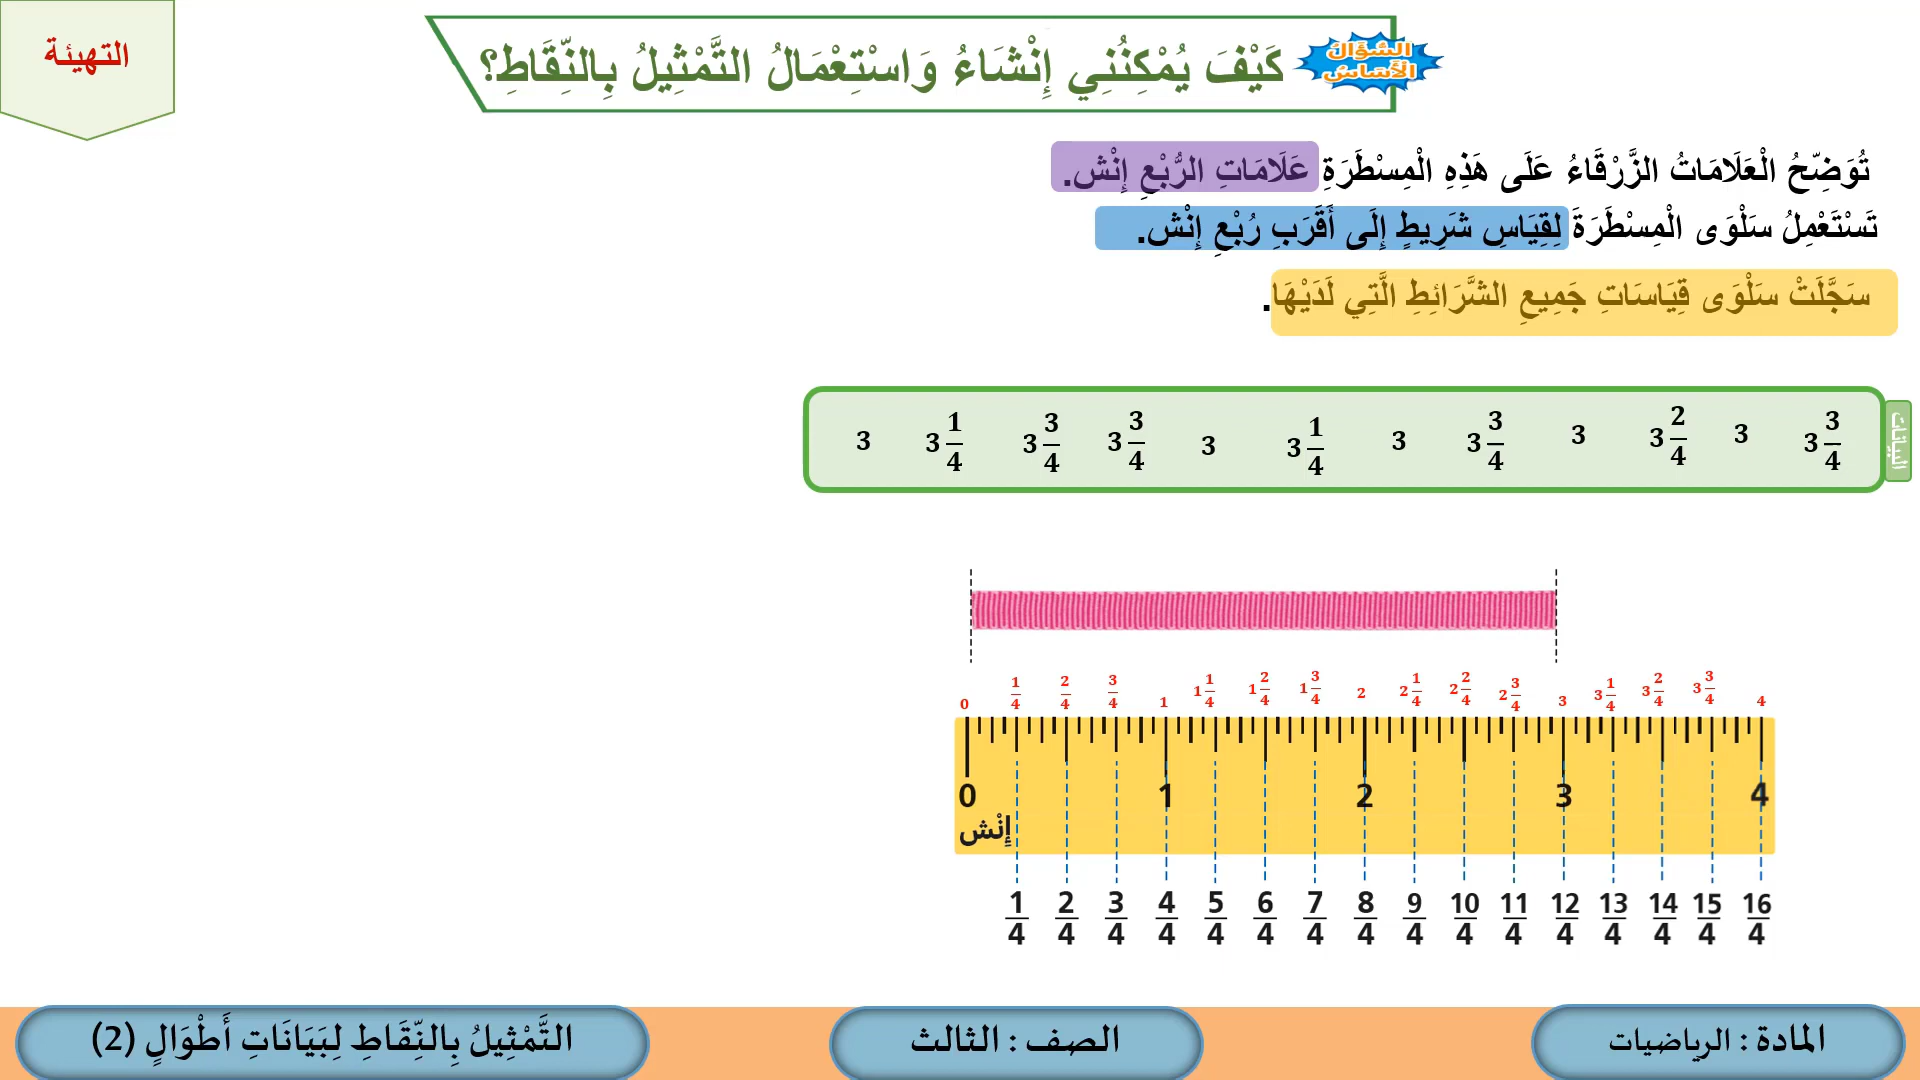 التهيئة
السُّؤَالُ
الْأَسَاسُ
كَيْفَ يُمْكِنُنِي إِنْشَاءُ وَاسْتِعْمَالُ التَّمْثِيلُ بِالنِّقَاطِ؟
تُوَضِّحُ الْعَلَامَاتُ الزَّرْقَاءُ عَلَى هَذِهِ الْمِسْطَرَةِ عَلَامَاتِ الرُّبْعِ إِنْش.
تَسْتَعْمِلُ سَلْوَى الْمِسْطَرَةَ لِقِيَاسِ شَرِيطٍ إِلَى أَقَرَبِ رُبْعِ إِنْش.
سَجَّلَتْ سَلْوَى قِيَاسَاتِ جَمِيعِ الشَّرَائِطِ الَّتِي لَدَيْهَا.
البيانات
3 3 1/4 3 3/4 3 3/4 3 3 1/4 3 3 3/4 3 3 2/4 3 3 3/4
0 1/4 2/4 3/4 1 1 1/4 1 2/4 1 3/4 2 2 1/4 2 2/4 2 3/4 3 3 1/4 3 2/4 3 3/4 4
0 1 2 3 4
إِنْش
1/4 2/4 3/4 4/4 5/4 6/4 7/4 8/4 9/4 10/4 11/4 12/4 13/4 14/4 15/4 16/4
المادة : الرياضيات
الصف : الثالث
التَّمْثِيلُ بِالنِّقَاطِ لِبَيَانَاتِ أَطْوَالٍ (2)